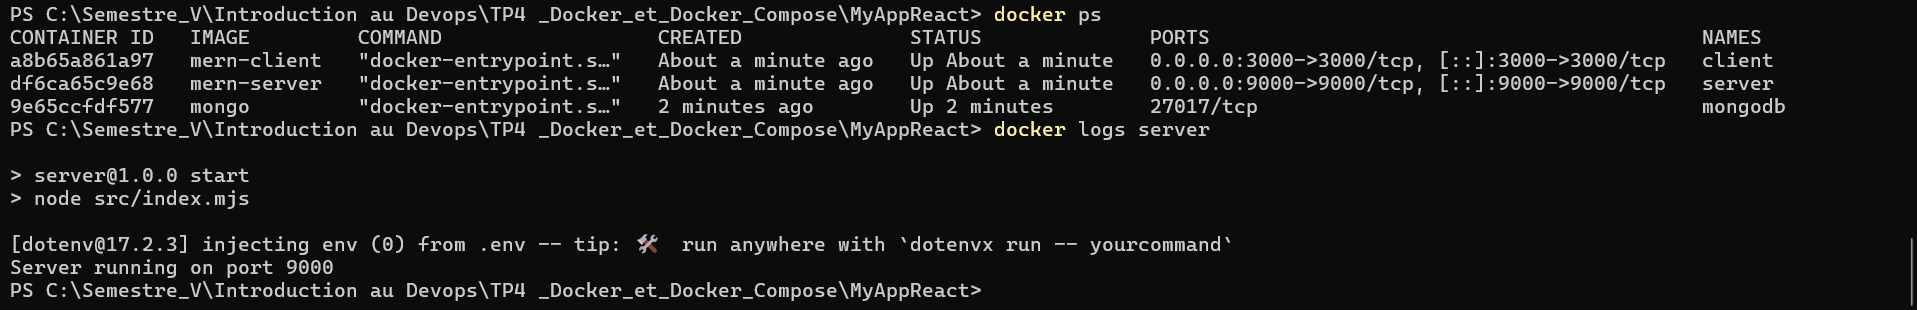 PS C:\Semestre_V\Introduction au Devops\TP4 _Docker_et_Docker_Compose\MyAppReact> docker ps
CONTAINER ID   IMAGE         COMMAND                  CREATED              STATUS              PORTS                                         NAMES
a8b65a861a97   mern-client   "docker-entrypoint.s…"   About a minute ago   Up About a minute   0.0.0.0:3000->3000/tcp, [::]:3000->3000/tcp   client
df6ca65c9e68   mern-server   "docker-entrypoint.s…"   About a minute ago   Up About a minute   0.0.0.0:9000->9000/tcp, [::]:9000->9000/tcp   server
9e65ccfdf577   mongo         "docker-entrypoint.s…"   2 minutes ago        Up 2 minutes        27017/tcp                                     mongodb
PS C:\Semestre_V\Introduction au Devops\TP4 _Docker_et_Docker_Compose\MyAppReact> docker logs server
> server@1.0.0 start
> node src/index.mjs
[dotenv@17.2.3] injecting env (0) from .env -- tip: 🛠️  run anywhere with `dotenvx run -- yourcommand`
Server running on port 9000
PS C:\Semestre_V\Introduction au Devops\TP4 _Docker_et_Docker_Compose\MyAppReact>